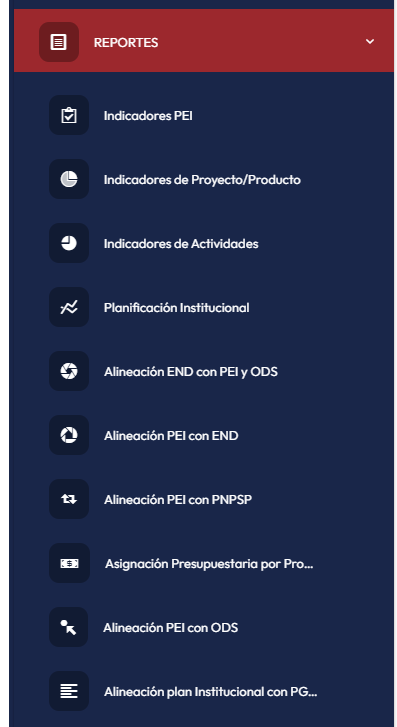 REPORTES
Indicadores PEI
Indicadores de Proyecto/Producto
Indicadores de Actividades
Planificación Institucional
Alineación END con PEI y ODS
Alineación PEI con END
Alineación PEI con PNPSP
Asignación Presupuestaria por Pro...
Alineación PEI con ODS
Alineación plan Institucional con PG...